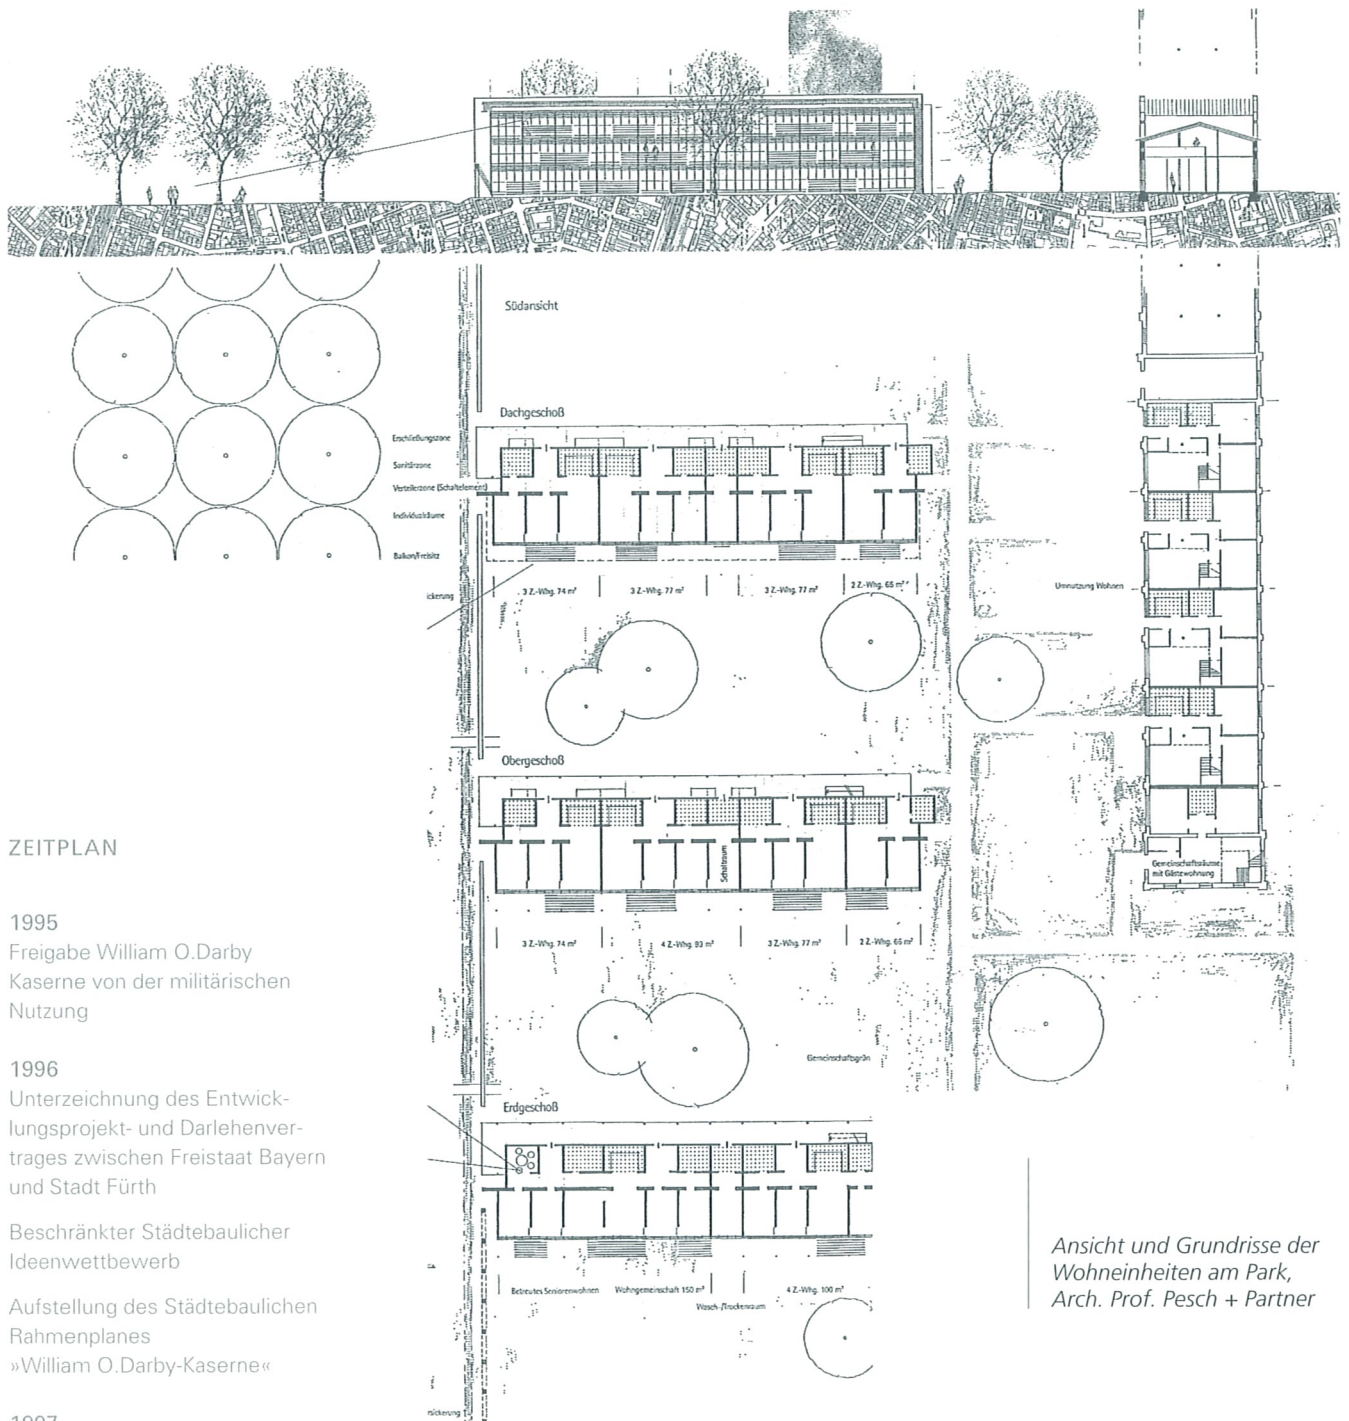 Südansicht
Dachgeschoß
Erschließungszone
Sanitärzone
Verteilerzone (Schaltelement)
Individualräume
Balkon/Freisitz
ickerung
3 Z.-Whg. 74 m²
3 Z.-Whg. 77 m²
3 Z.-Whg. 77 m²
2 Z.-Whg. 65 m²
Umnutzung Wohnen
Obergeschoß
Schaltraum
Gemeinschaftsräume
mit Gästewohnung
3 Z.-Whg. 74 m²
4 Z.-Whg. 93 m²
3 Z.-Whg. 77 m²
2 Z.-Whg. 65 m²
Gemeinschaftsgrün
Erdgeschoß
Betreutes Seniorenwohnen
Wohngemeinschaft 150 m²
4 Z.-Whg. 100 m²
Wasch-/Trockenraum
rsickerung
ZEITPLAN
1995
Freigabe William O.Darby
Kaserne von der militärischen
Nutzung
1996
Unterzeichnung des Entwick-
lungsprojekt- und Darlehenver-
trages zwischen Freistaat Bayern
und Stadt Fürth
Beschränkter Städtebaulicher
Ideenwettbewerb
Aufstellung des Städtebaulichen
Rahmenplanes
»William O.Darby-Kaserne«
1997
Ansicht und Grundrisse der
Wohneinheiten am Park,
Arch. Prof. Pesch + Partner